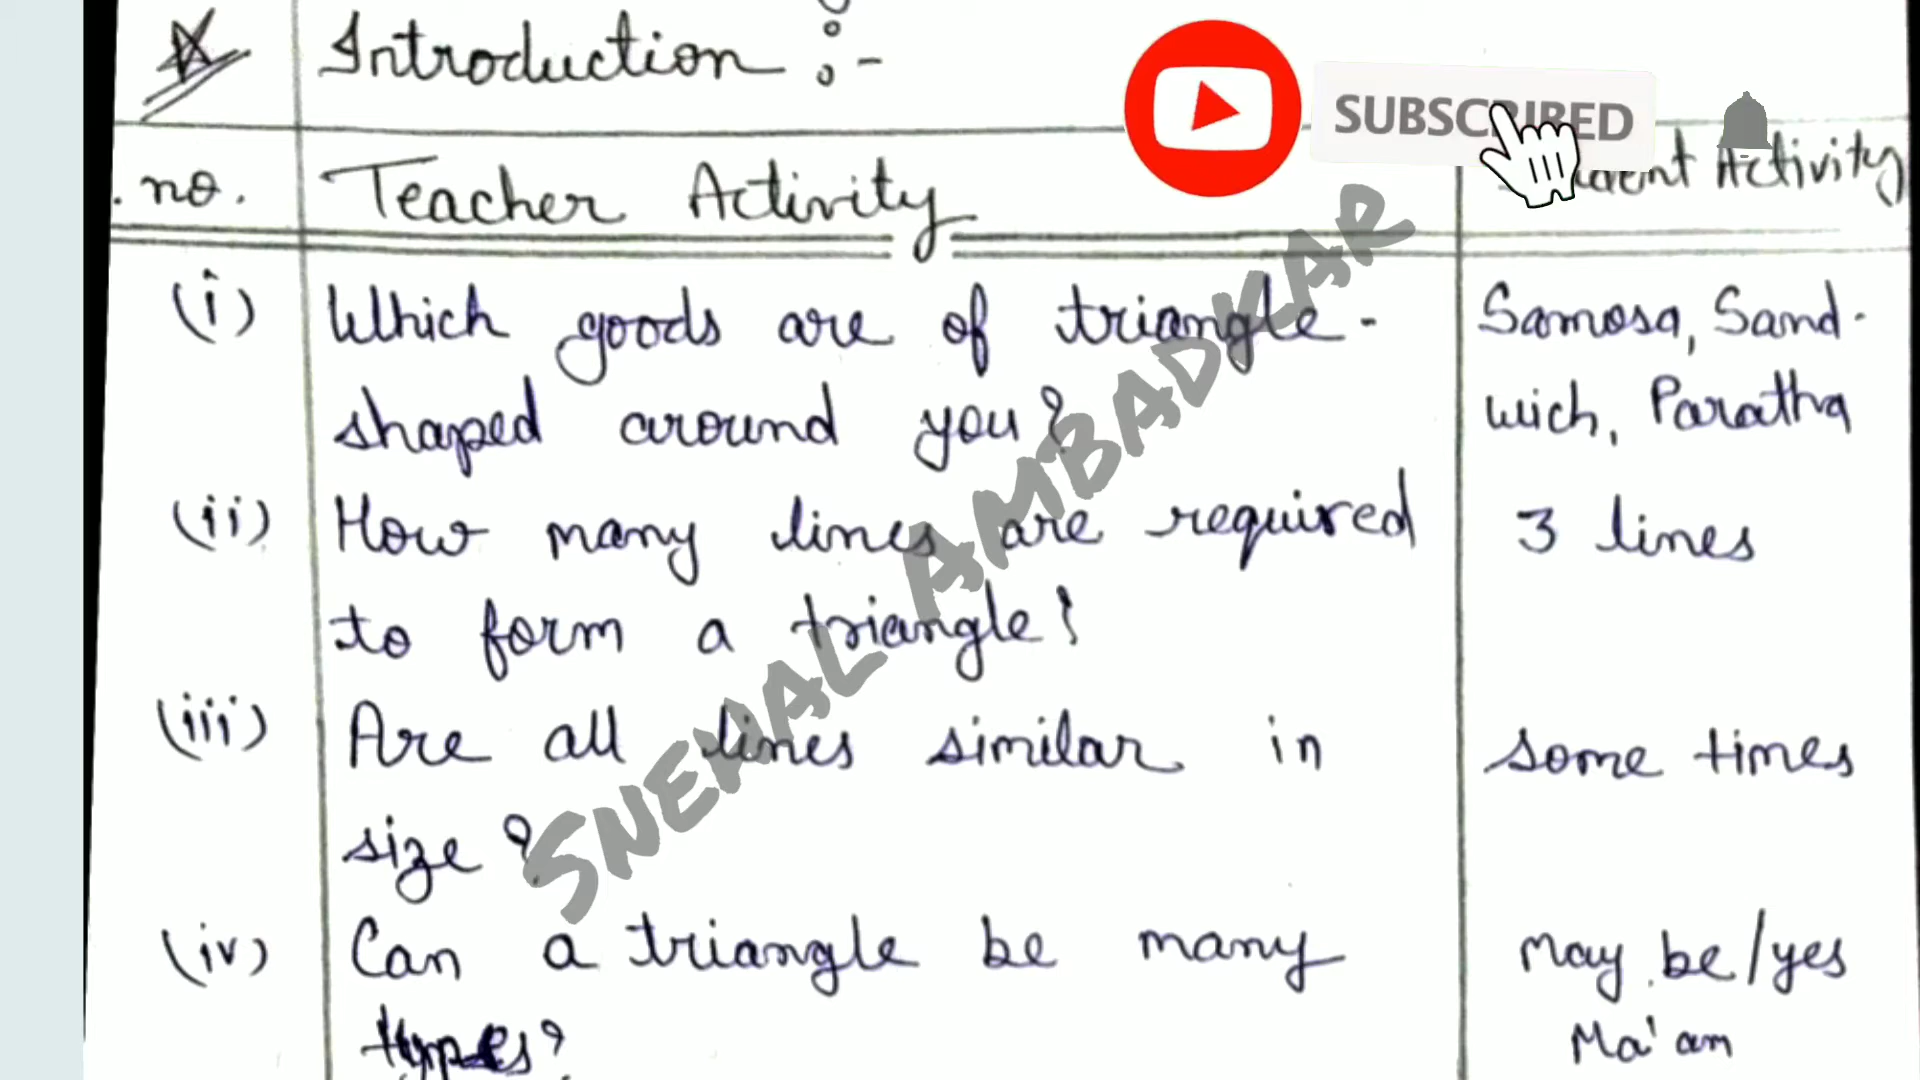 Introduction :-
SUBSCRIBED
.no. Teacher Activity Activity
(i) Which goods are of triangle- Samosa, Sand-
shaped around you? wich, Paratha
(ii) How many lines are required 3 lines
to form a triangle?
(iii) Are all lines similar in some times
size?
(iv) Can a triangle be many May be/yes
types? Ma'am
SNEHAL AMBADKAR